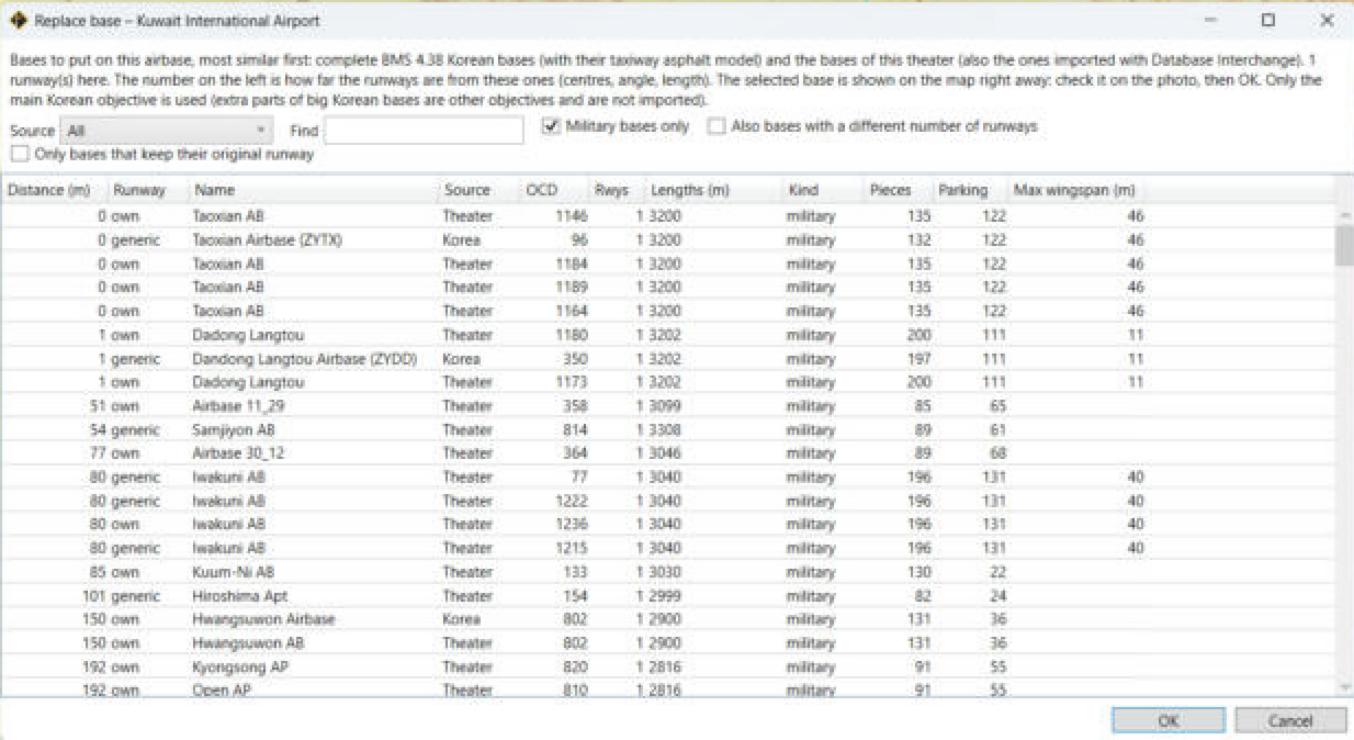 Replace base – Kuwait International Airport
Bases to put on this airbase, most similar first: complete BMS 4.38 Korean bases (with their taxiway asphalt model) and the bases of this theater (also the ones imported with Database Interchange). 1
runway(s) here. The number on the left is how far the runways are from these ones (centres, angle, length). The selected base is shown on the map right away: check it on the photo, then OK. Only the
main Korean objective is used (extra parts of big Korean bases are other objectives and are not imported).
Source All Find Military bases only Also bases with a different number of runways
Only bases that keep their original runway
Distance (m) Runway Name Source OCD Rwys Lengths (m) Kind Pieces Parking Max wingspan (m)
0 own Taoxian AB Theater 1146 1 3200 military 135 122 46
0 generic Taoxian Airbase (ZYTX) Korea 96 1 3200 military 132 122 46
0 own Taoxian AB Theater 1184 1 3200 military 135 122 46
0 own Taoxian AB Theater 1189 1 3200 military 135 122 46
0 own Taoxian AB Theater 1164 1 3200 military 135 122 46
1 own Dadong Langtou Theater 1180 1 3202 military 200 111 11
1 generic Dandong Langtou Airbase (ZYDD) Korea 350 1 3202 military 197 111 11
1 own Dadong Langtou Theater 1173 1 3202 military 200 111 11
51 own Airbase 11_29 Theater 358 1 3099 military 85 65
54 generic Samjiyon AB Theater 814 1 3308 military 89 61
77 own Airbase 30_12 Theater 364 1 3046 military 89 68
80 generic Iwakuni AB Theater 77 1 3040 military 196 131 40
80 generic Iwakuni AB Theater 1222 1 3040 military 196 131 40
80 own Iwakuni AB Theater 1236 1 3040 military 196 131 40
80 generic Iwakuni AB Theater 1215 1 3040 military 196 131 40
85 own Kuum-Ni AB Theater 133 1 3030 military 130 22
101 generic Hiroshima Apt Theater 154 1 2999 military 82 24
150 own Hwangsuwon Airbase Korea 802 1 2900 military 131 36
150 own Hwangsuwon AB Theater 802 1 2900 military 131 36
192 own Kyongsong AP Theater 820 1 2816 military 91 55
192 own Open AP Theater 810 1 2816 military 91 55
OK Cancel